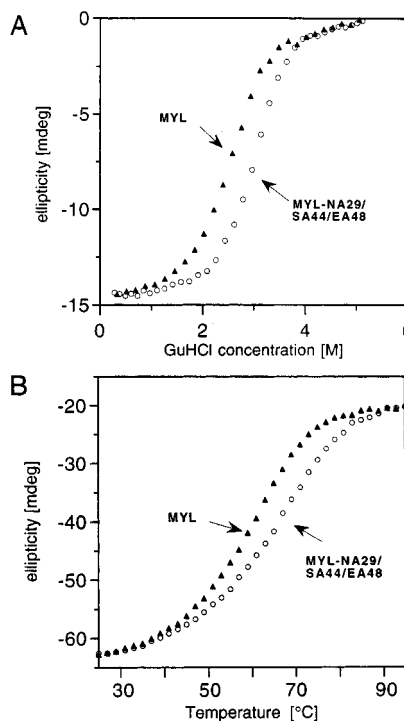 A
0
-5
-10
-15
ellipticity [mdeg]
MYL
MYL-NA29/
SA44/EA48
0
2
4
GuHCl concentration [M]
B
-20
-30
-40
-50
-60
ellipticity [mdeg]
MYL
MYL-NA29/
SA44/EA48
30
50
70
90
Temperature [°C]